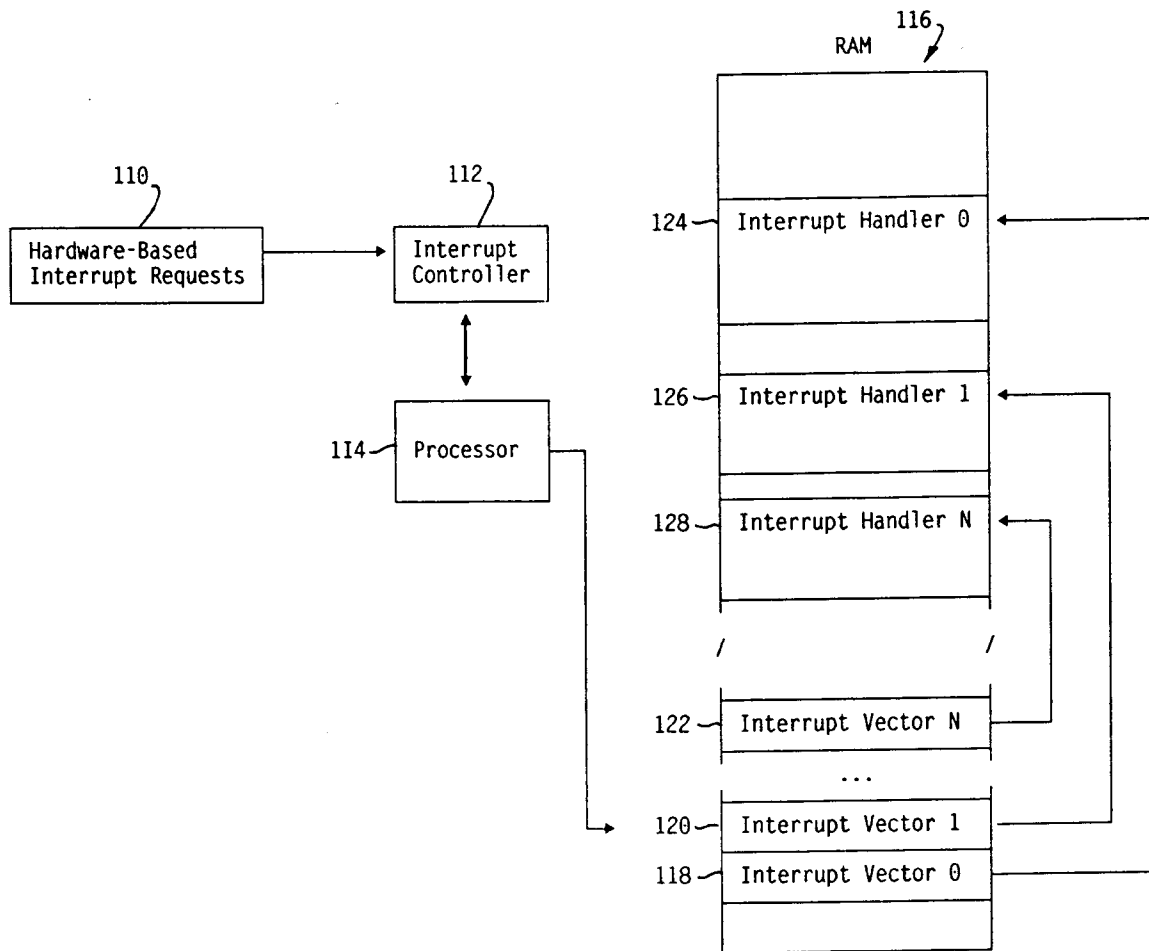 116
RAM
110
112
124 Interrupt Handler 0
Hardware-Based
Interrupt Requests
Interrupt
Controller
126 Interrupt Handler 1
114 Processor
128 Interrupt Handler N
122 Interrupt Vector N
...
120 Interrupt Vector 1
118 Interrupt Vector 0